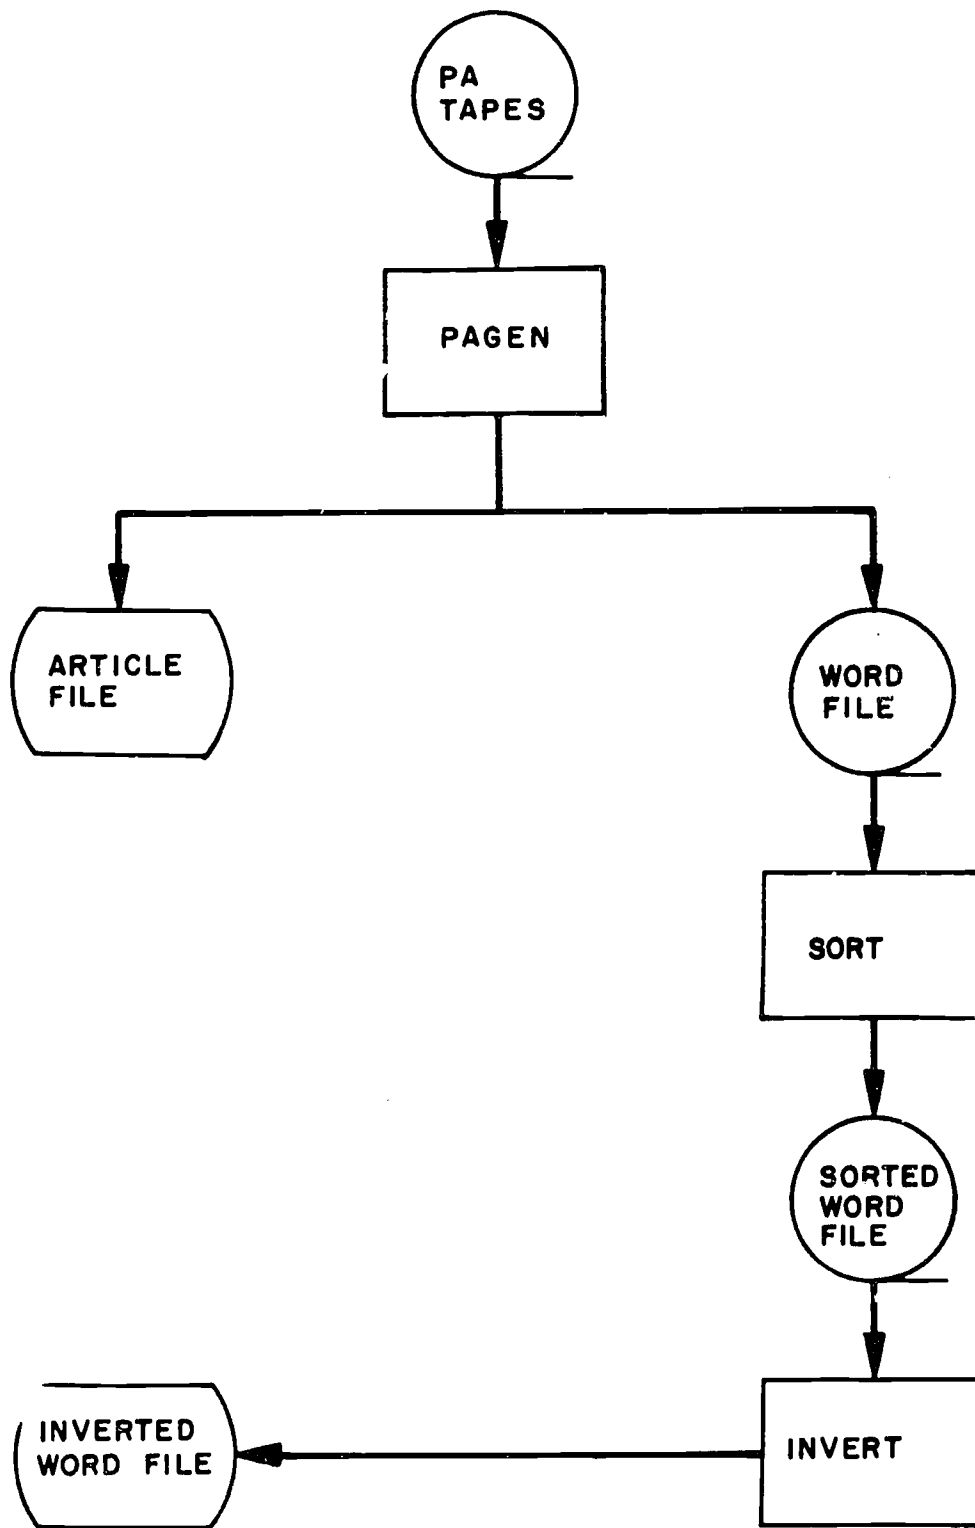 PA
TAPES
PAGEN
ARTICLE
FILE
WORD
FILE
SORT
SORTED
WORD
FILE
INVERTED
WORD FILE
INVERT